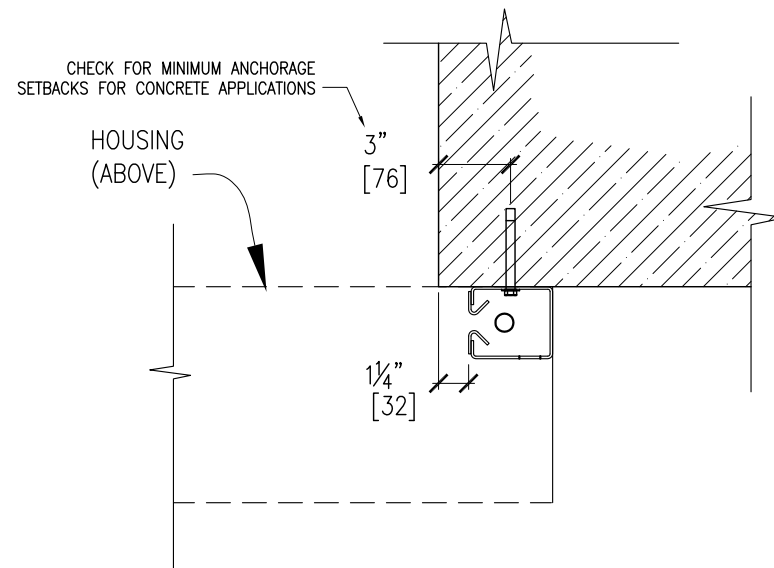 CHECK FOR MINIMUM ANCHORAGE
SETBACKS FOR CONCRETE APPLICATIONS
HOUSING
(ABOVE)
3"
[76]
1¼"
[32]